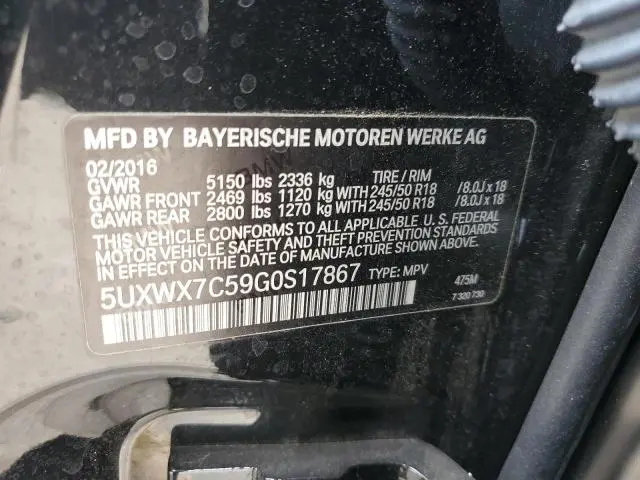 MFD BY BAYERISCHE MOTOREN WERKE AG
02/2016
GVWR 5150 lbs 2336 kg TIRE / RIM
GAWR FRONT 2469 lbs 1120 kg WITH 245/50 R18 /8.0J x 18
GAWR REAR 2800 lbs 1270 kg WITH 245/50 R18 /8.0J x 18
THIS VEHICLE CONFORMS TO ALL APPLICABLE U. S. FEDERAL
MOTOR VEHICLE SAFETY AND THEFT PREVENTION STANDARDS
IN EFFECT ON THE DATE OF MANUFACTURE SHOWN ABOVE.
5UXWX7C59G0S17867 TYPE: MPV 475M
7 320 730